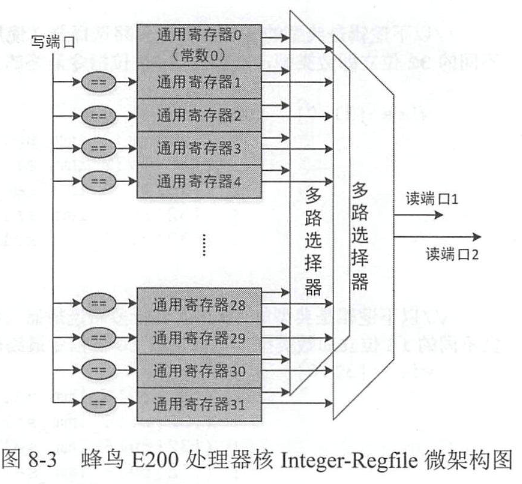 写端口
通用寄存器0
（常数0）
== 通用寄存器1
== 通用寄存器2
== 通用寄存器3
== 通用寄存器4
……
== 通用寄存器28
== 通用寄存器29
== 通用寄存器30
== 通用寄存器31
多路选择器
多路选择器
读端口1
读端口2
图 8-3 蜂鸟 E200 处理器核 Integer-Regfile 微架构图